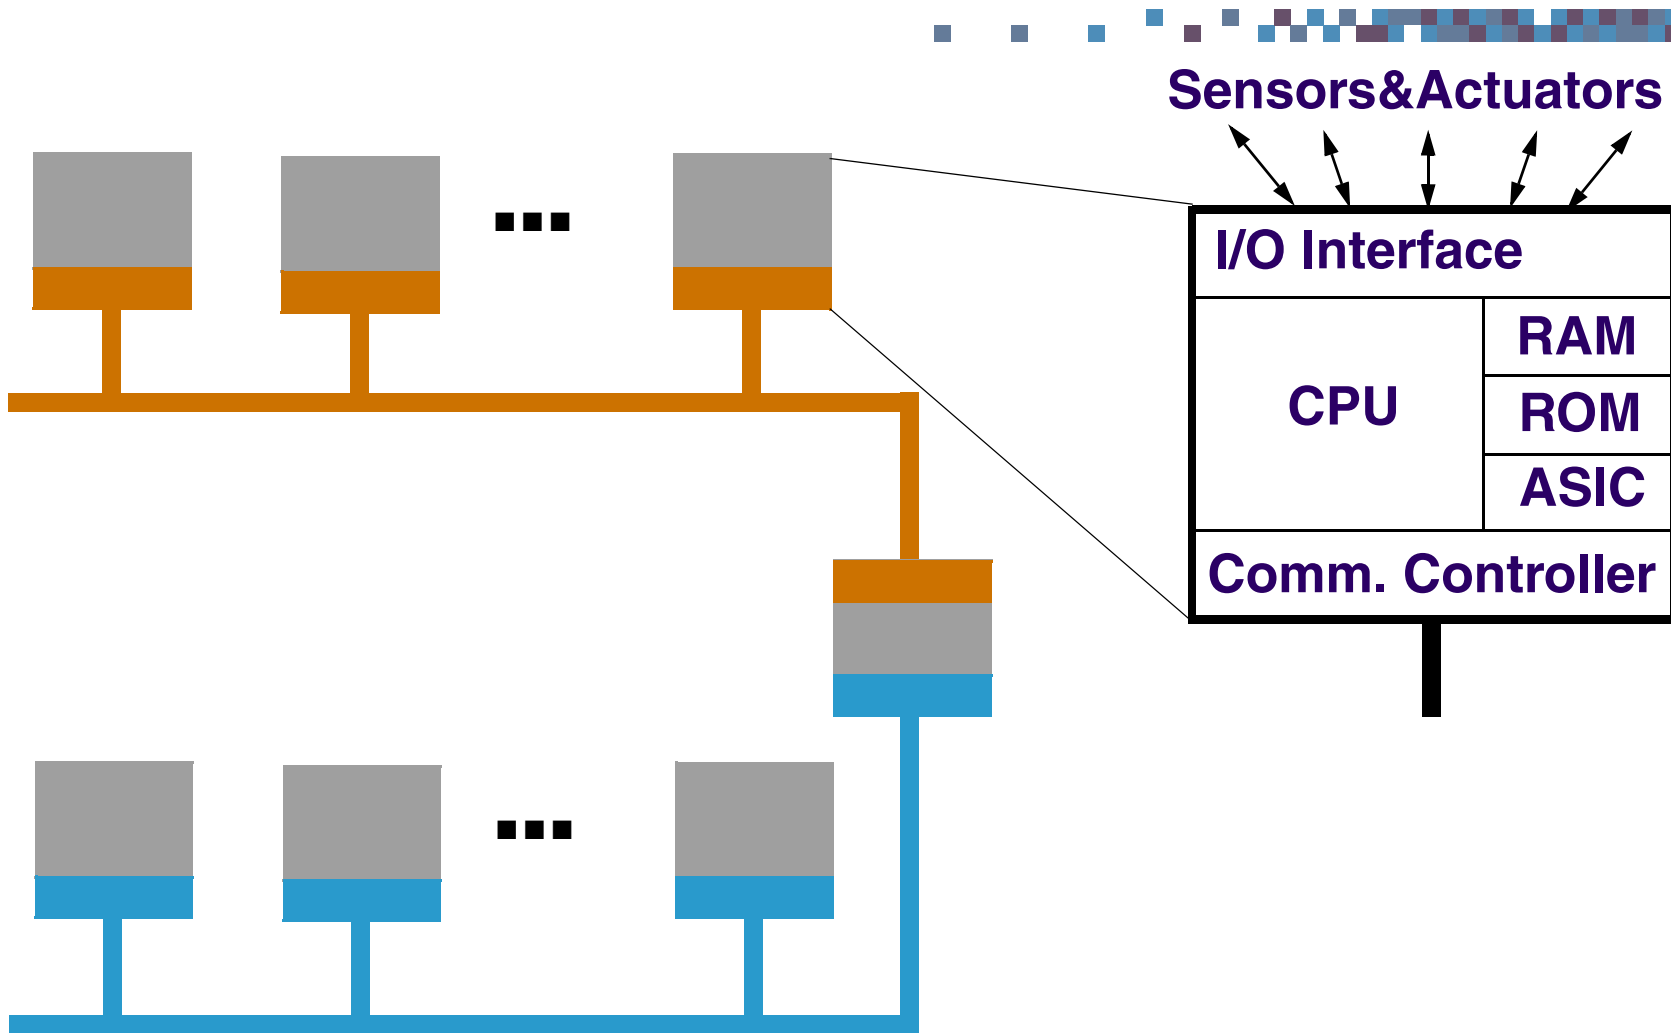 Sensors&Actuators
I/O Interface
CPU
RAM
ROM
ASIC
Comm. Controller